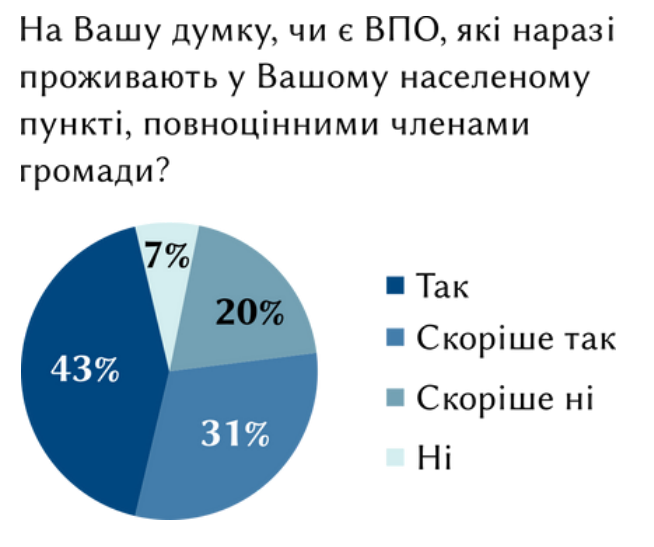 На Вашу думку, чи є ВПО, які наразі
проживають у Вашому населеному
пункті, повноцінними членами
громади?
7%
20%
43%
31%
Так
Скоріше так
Скоріше ні
Ні